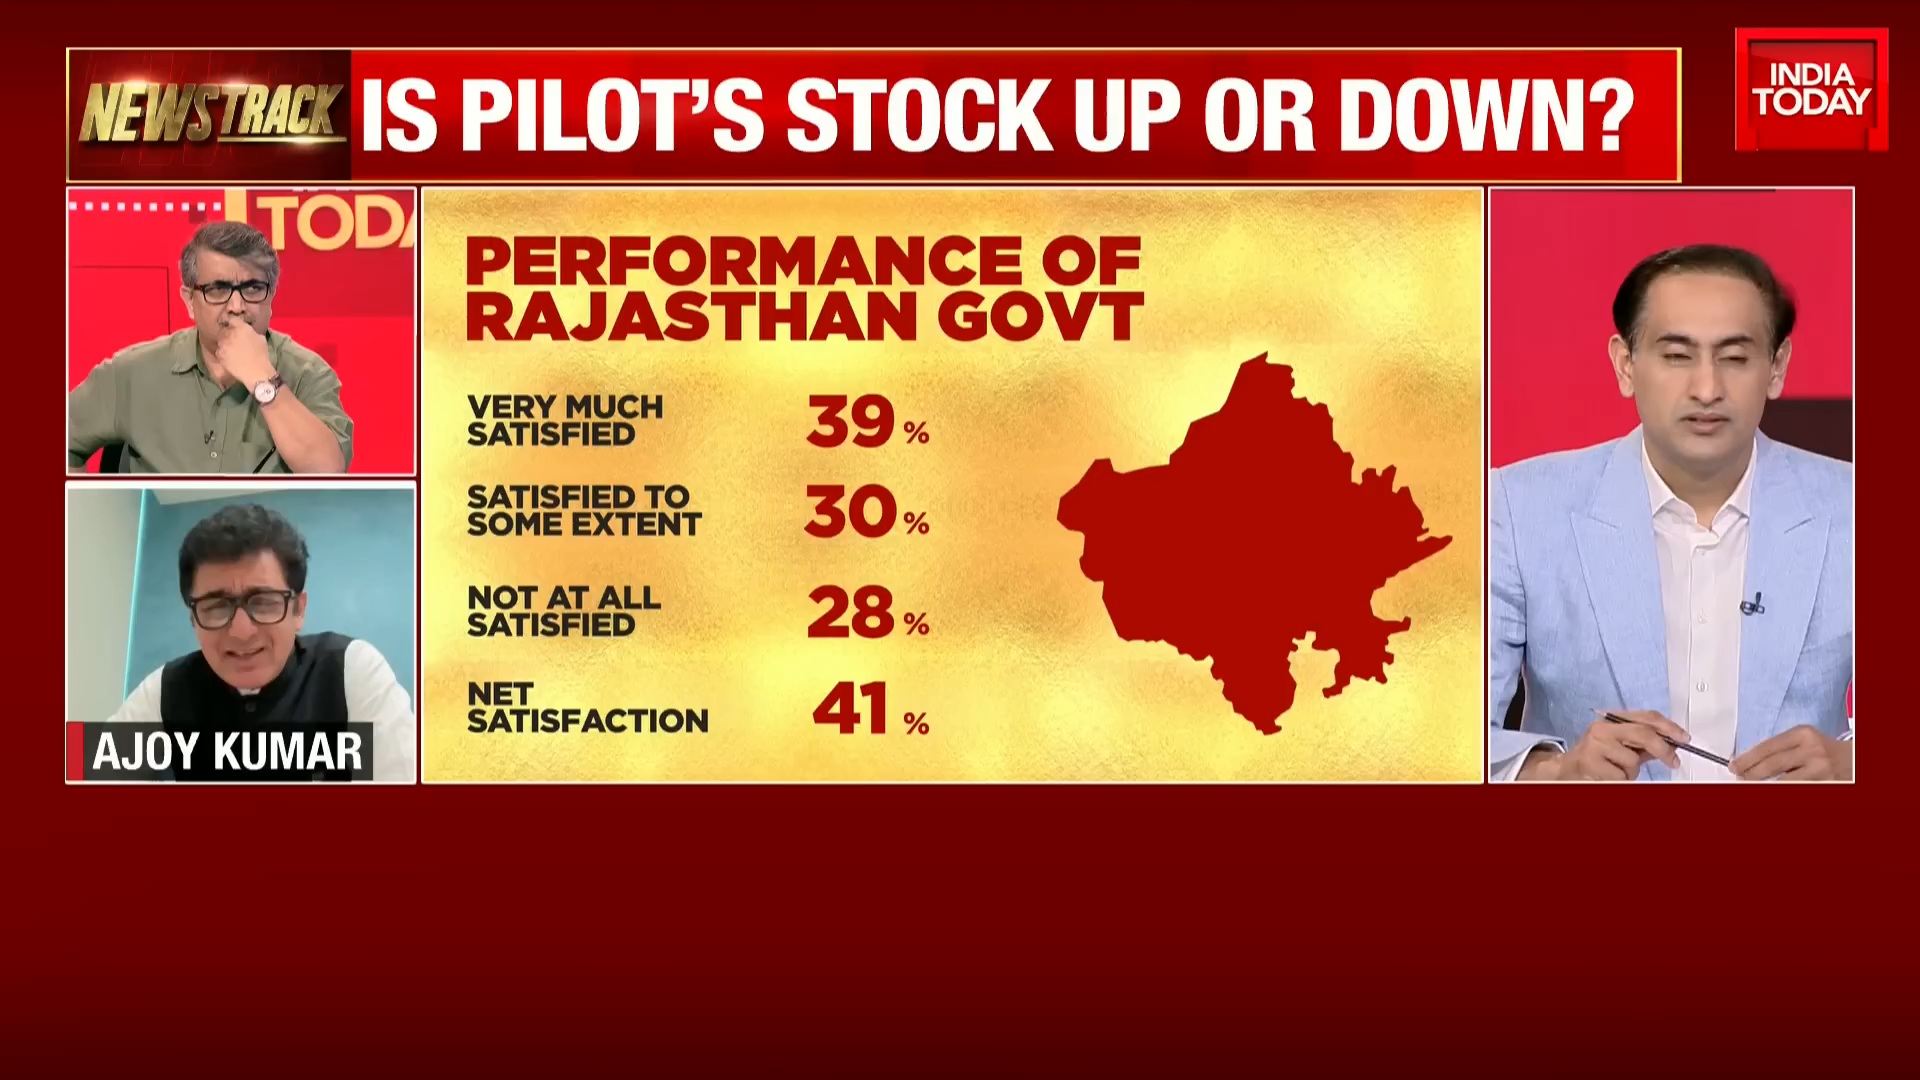 NEWSTRACK
IS PILOT'S STOCK UP OR DOWN?
INDIA
TODAY
TODA
PERFORMANCE OF
RAJASTHAN GOVT
VERY MUCH
SATISFIED
39%
SATISFIED TO
SOME EXTENT
30%
NOT AT ALL
SATISFIED
28%
NET
SATISFACTION
41%
AJOY KUMAR